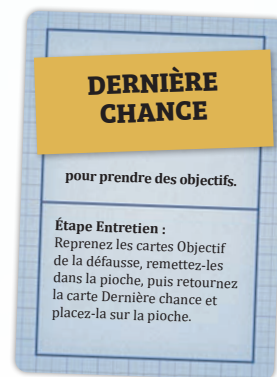 DERNIÈRE
CHANCE
pour prendre des objectifs.
Étape Entretien :
Reprenez les cartes Objectif
de la défausse, remettez-les
dans la pioche, puis retournez
la carte Dernière chance et
placez-la sur la pioche.